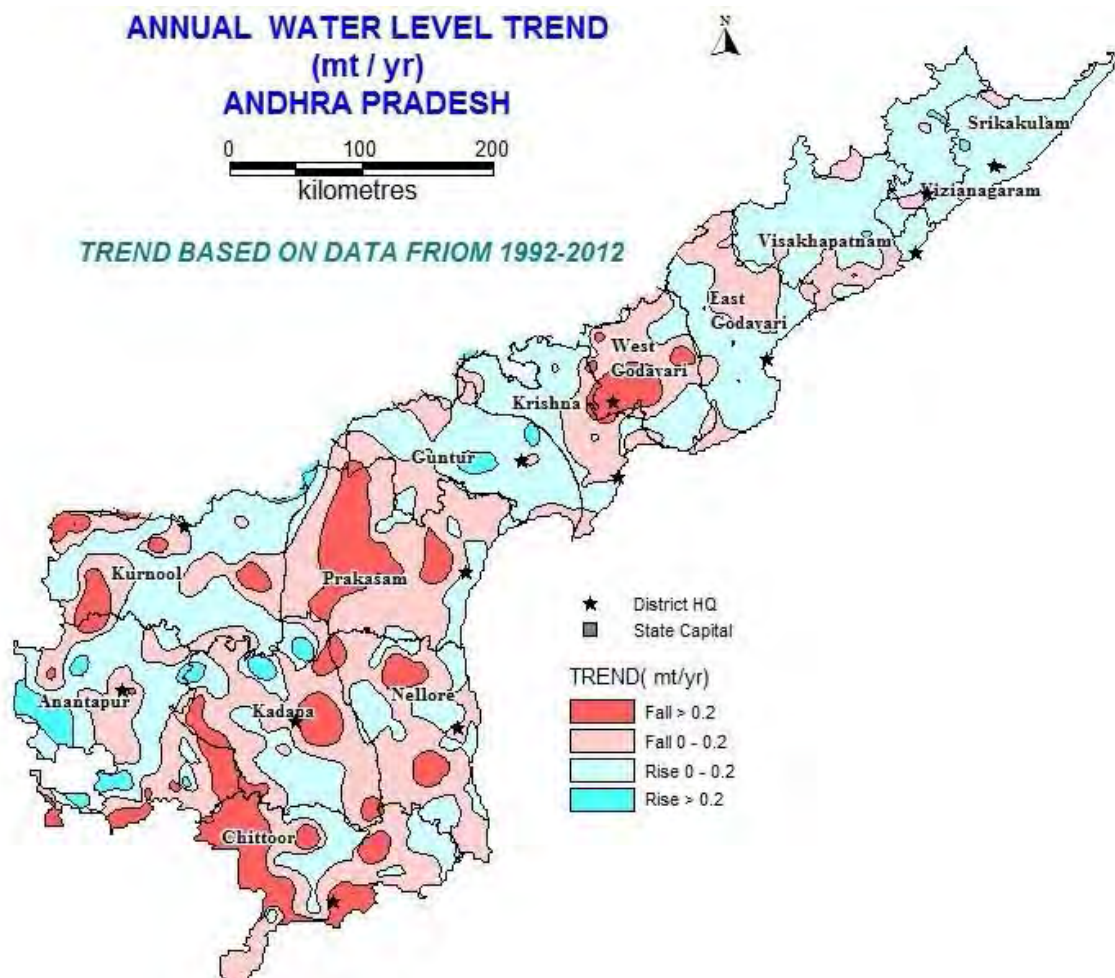 ANNUAL WATER LEVEL TREND
(mt / yr)
ANDHRA PRADESH
N
0 100 200
kilometres
TREND BASED ON DATA FRIOM 1992-2012
Srikakulam
Vizianagaram
Visakhapatnam
East
Godavari
West
Godavari
Krishna
Guntur
Prakasam
Kurnool
Anantapur
Kadapa
Nellore
Chittoor
District HQ
State Capital
TREND( mt/yr)
Fall > 0.2
Fall 0 - 0.2
Rise 0 - 0.2
Rise > 0.2